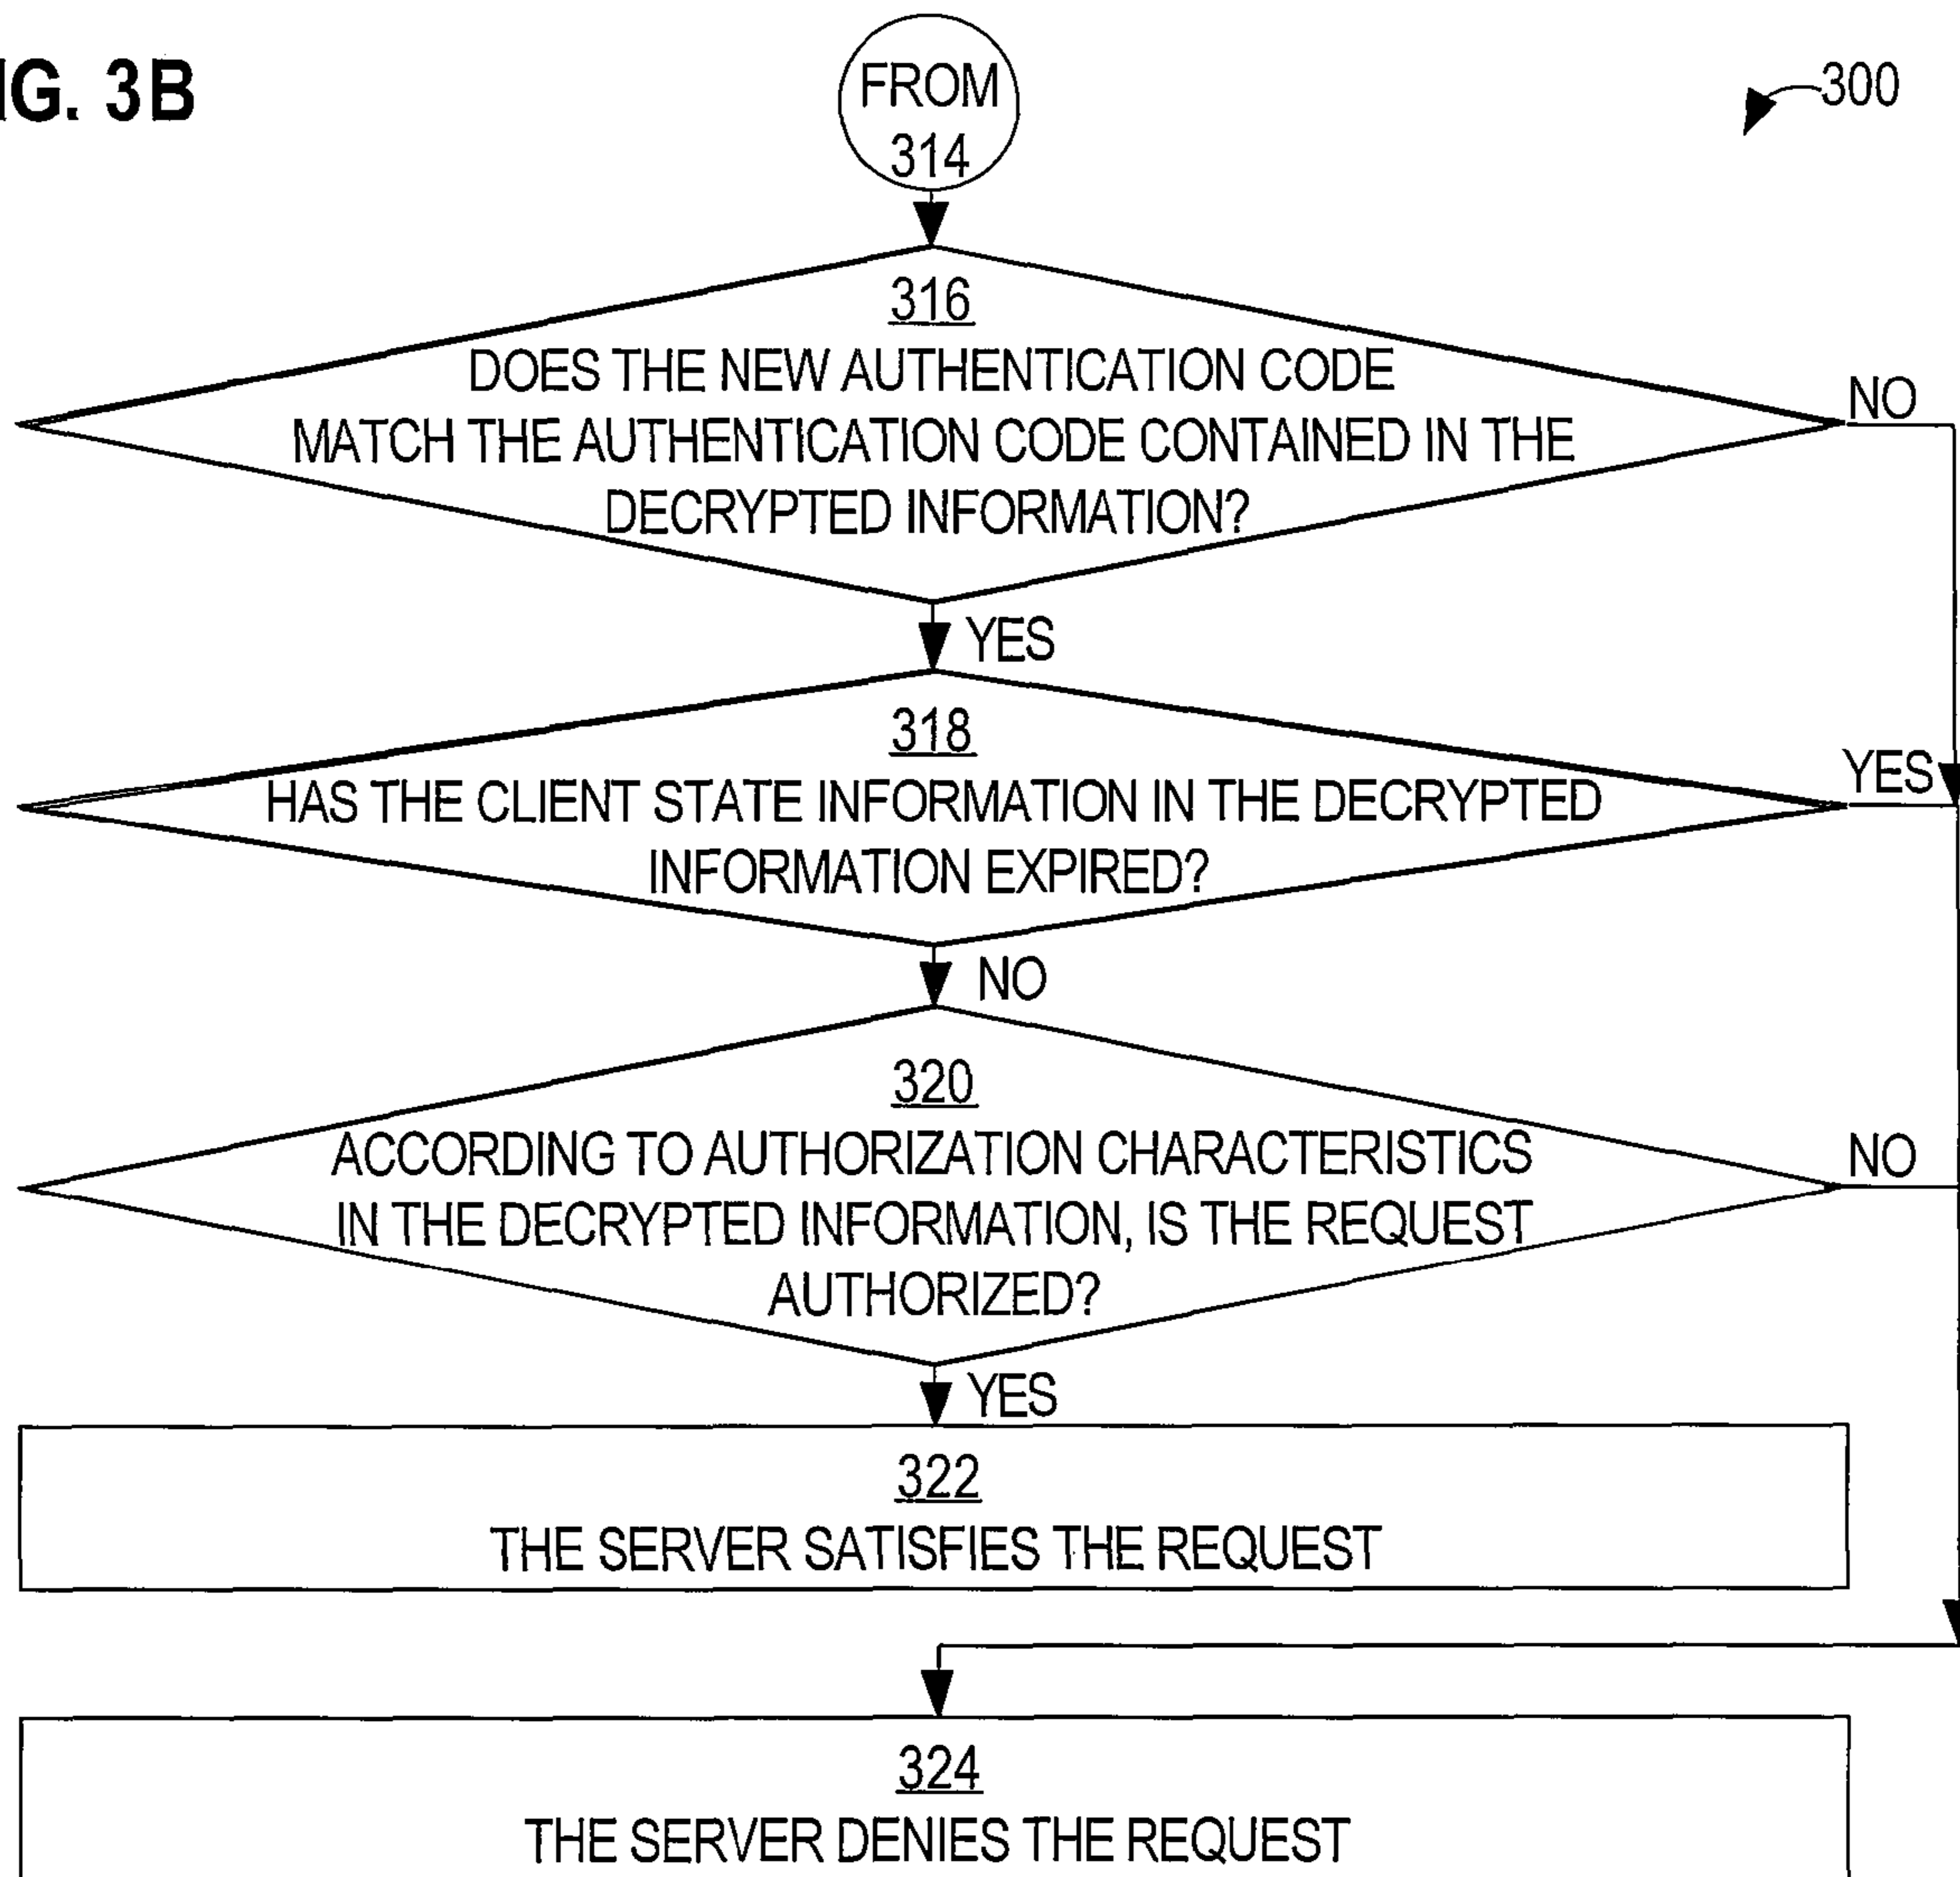 IG. 3B
FROM
314
300
316
DOES THE NEW AUTHENTICATION CODE
MATCH THE AUTHENTICATION CODE CONTAINED IN THE
DECRYPTED INFORMATION?
NO
YES
318
HAS THE CLIENT STATE INFORMATION IN THE DECRYPTED
INFORMATION EXPIRED?
YES
NO
320
ACCORDING TO AUTHORIZATION CHARACTERISTICS
IN THE DECRYPTED INFORMATION, IS THE REQUEST
AUTHORIZED?
NO
YES
322
THE SERVER SATISFIES THE REQUEST
324
THE SERVER DENIES THE REQUEST